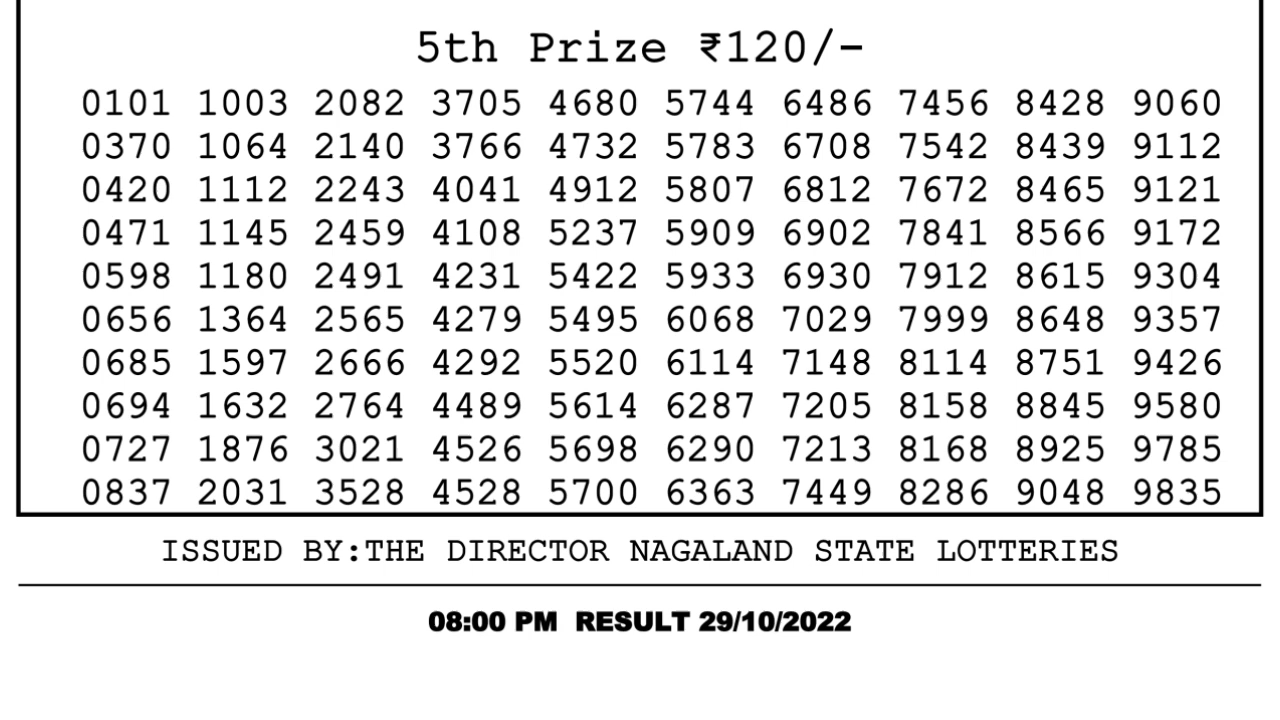 5th Prize ₹120/-
0101 1003 2082 3705 4680 5744 6486 7456 8428 9060
0370 1064 2140 3766 4732 5783 6708 7542 8439 9112
0420 1112 2243 4041 4912 5807 6812 7672 8465 9121
0471 1145 2459 4108 5237 5909 6902 7841 8566 9172
0598 1180 2491 4231 5422 5933 6930 7912 8615 9304
0656 1364 2565 4279 5495 6068 7029 7999 8648 9357
0685 1597 2666 4292 5520 6114 7148 8114 8751 9426
0694 1632 2764 4489 5614 6287 7205 8158 8845 9580
0727 1876 3021 4526 5698 6290 7213 8168 8925 9785
0837 2031 3528 4528 5700 6363 7449 8286 9048 9835
ISSUED BY:THE DIRECTOR NAGALAND STATE LOTTERIES
08:00 PM RESULT 29/10/2022